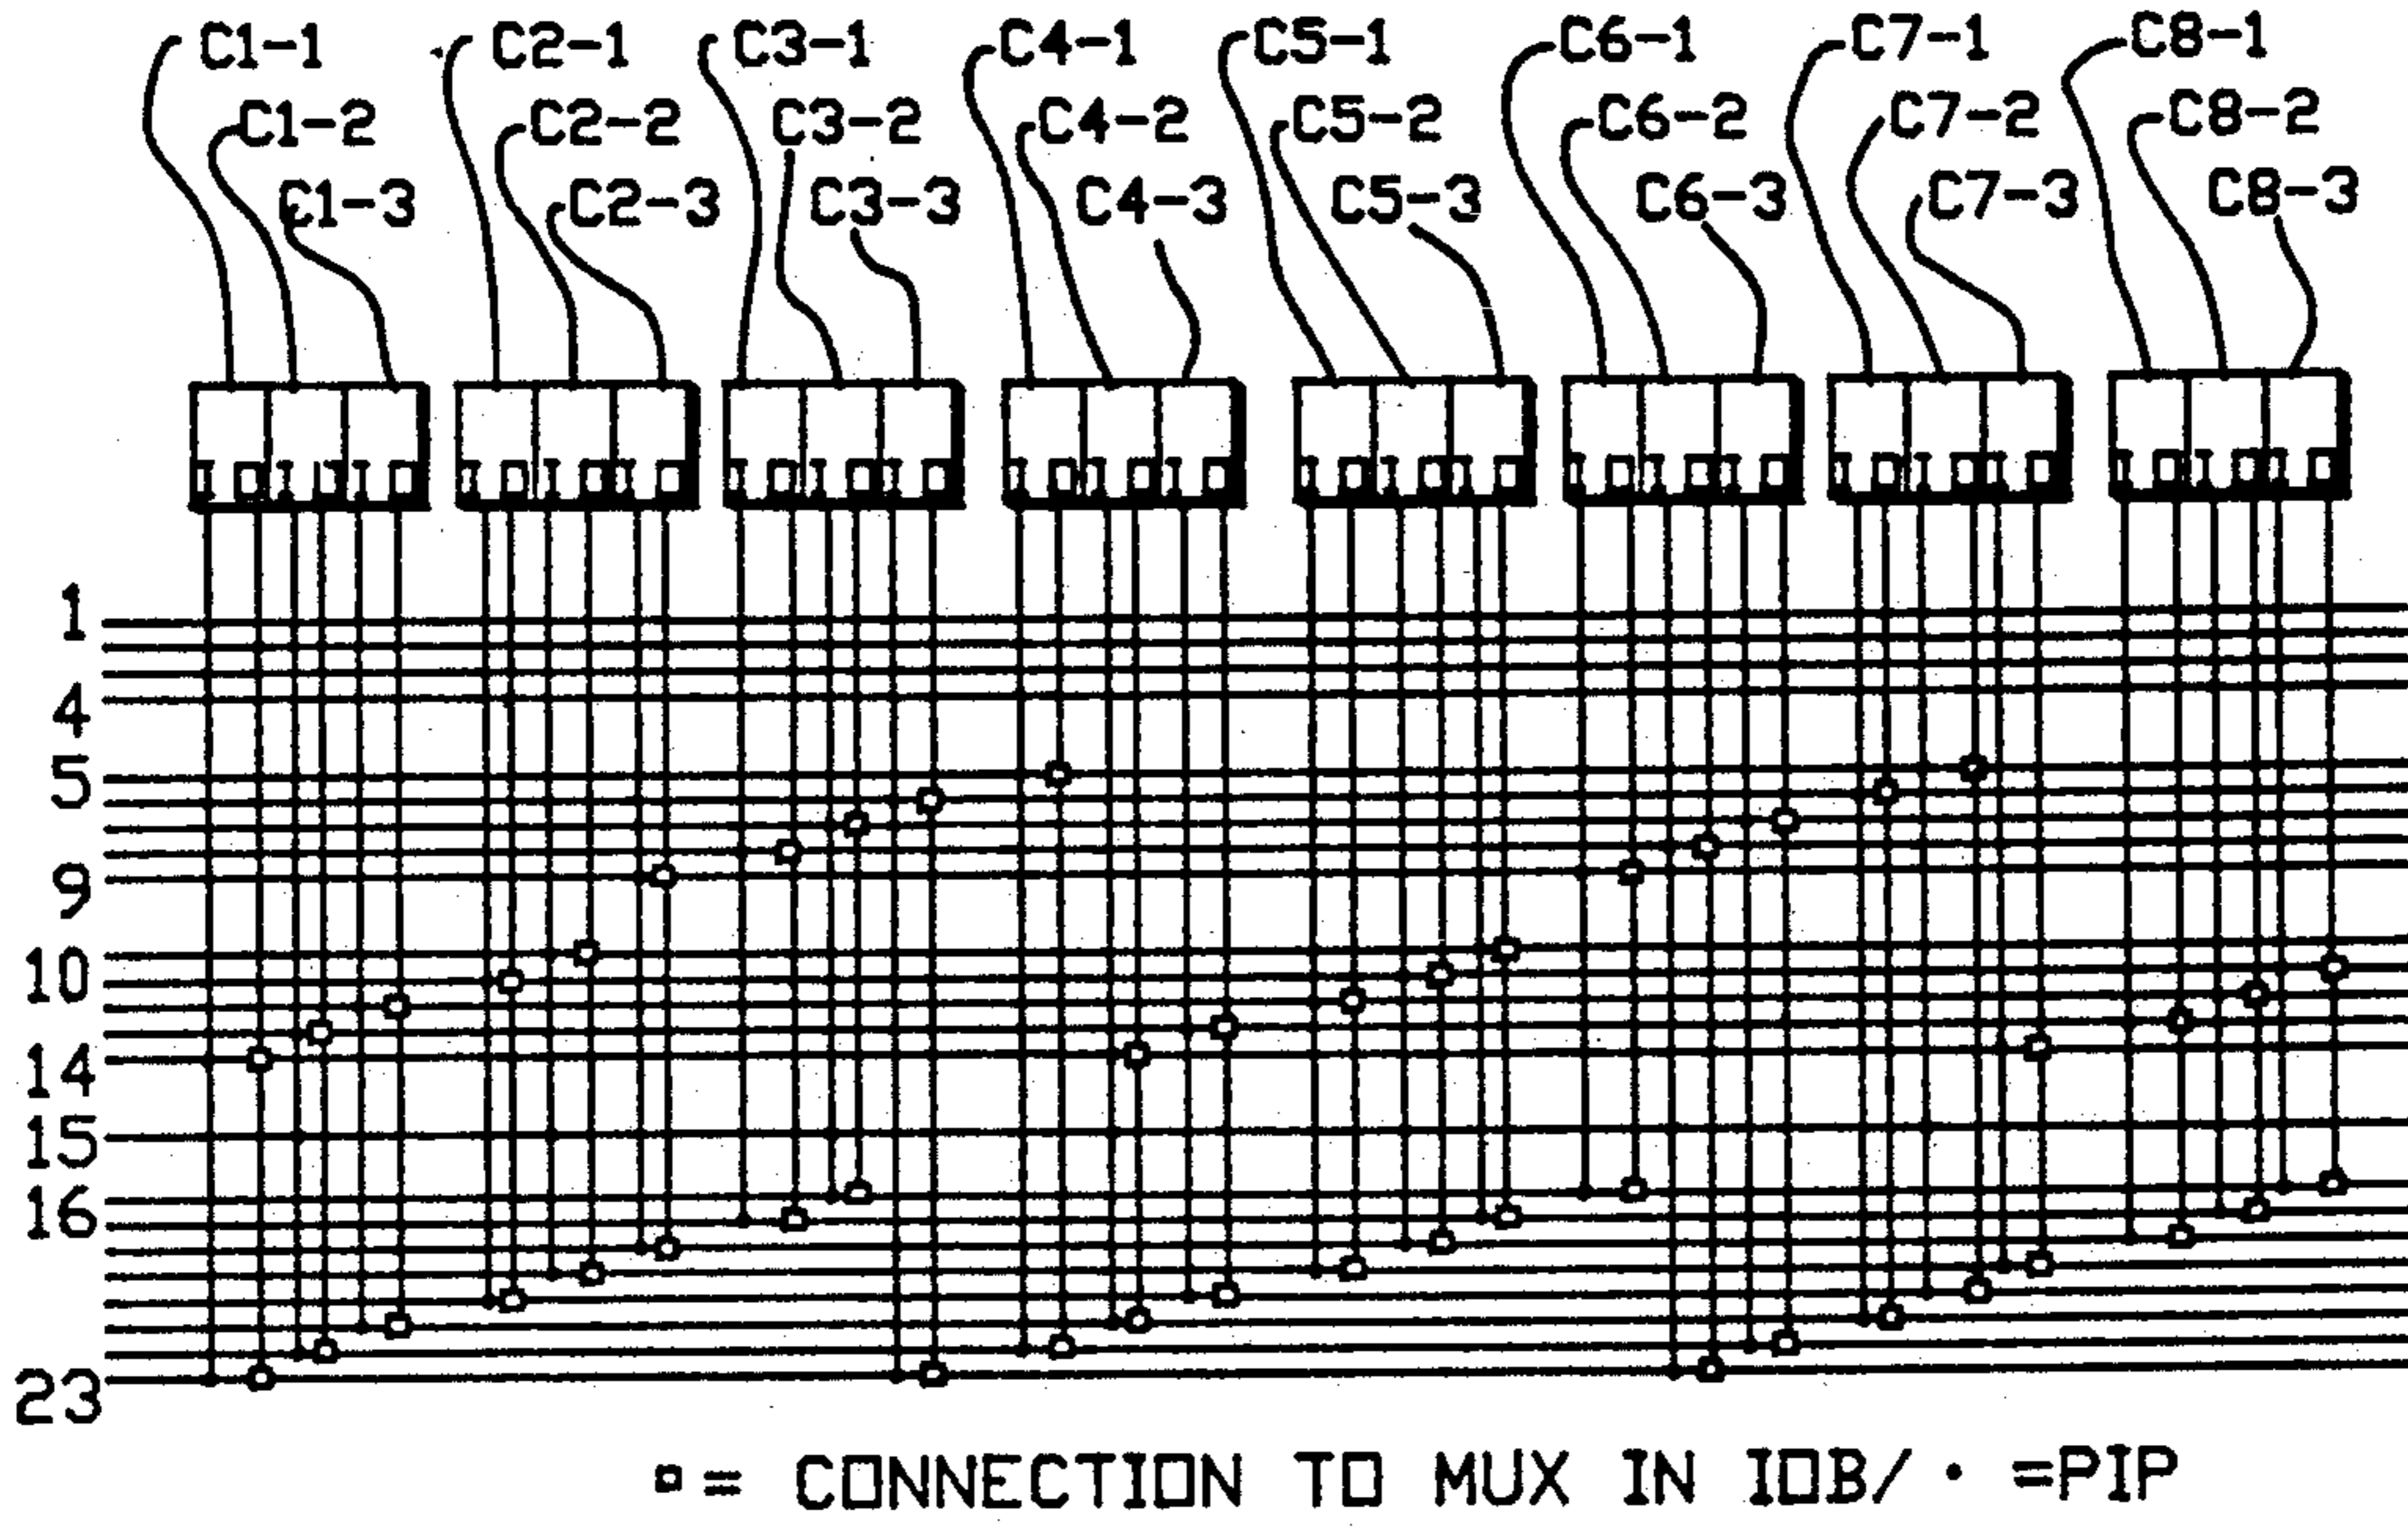 C1-1 C2-1 C3-1 C4-1 C5-1 C6-1 C7-1 C8-1
C1-2 C2-2 C3-2 C4-2 C5-2 C6-2 C7-2 C8-2
C1-3 C2-3 C3-3 C4-3 C5-3 C6-3 C7-3 C8-3
I O I O I O I O I O I O I O I O I O I O I O I O I O I O I O I O I O I O I O I O I O I O I O I O
1
4
5
9
10
14
15
16
23
▫ = CONNECTION TO MUX IN IOB/ • =PIP